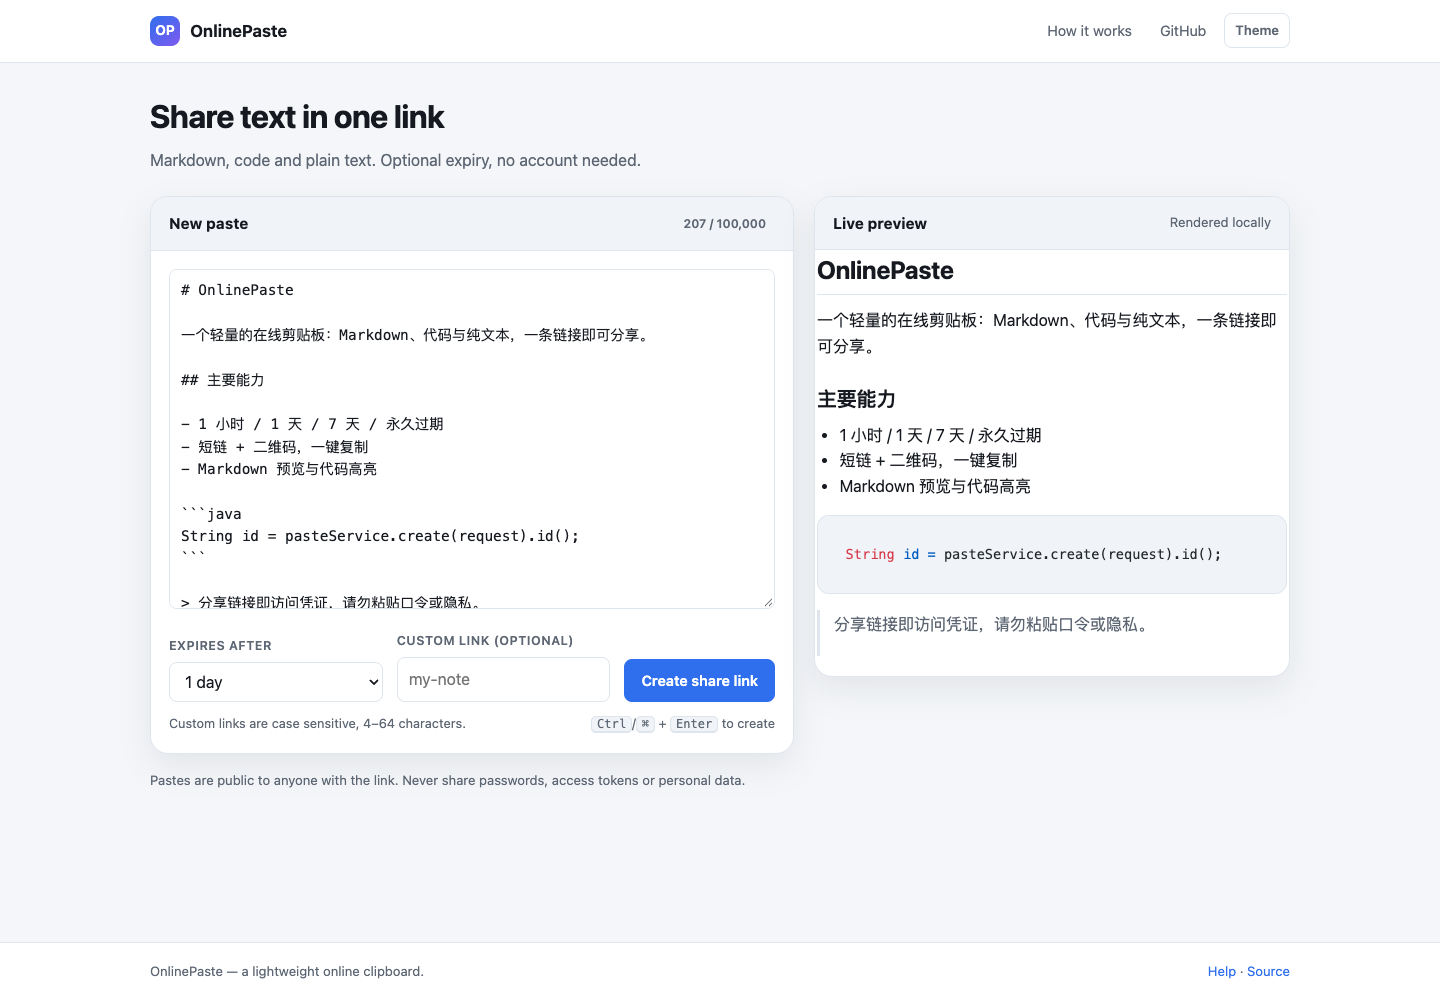 OP OnlinePaste
How it works GitHub Theme
Share text in one link
Markdown, code and plain text. Optional expiry, no account needed.
New paste 207 / 100,000
# OnlinePaste
一个轻量的在线剪贴板：Markdown、代码与纯文本，一条链接即可分享。
## 主要能力
- 1 小时 / 1 天 / 7 天 / 永久过期
- 短链 + 二维码，一键复制
- Markdown 预览与代码高亮
```java
String id = pasteService.create(request).id();
```
> 分享链接即访问凭证，请勿粘贴口令或隐私。
EXPIRES AFTER
1 day
CUSTOM LINK (OPTIONAL)
my-note
Create share link
Custom links are case sensitive, 4–64 characters.
Ctrl/⌘ + Enter to create
Live preview Rendered locally
OnlinePaste
一个轻量的在线剪贴板：Markdown、代码与纯文本，一条链接即
可分享。
主要能力
• 1 小时 / 1 天 / 7 天 / 永久过期
• 短链 + 二维码，一键复制
• Markdown 预览与代码高亮
String id = pasteService.create(request).id();
分享链接即访问凭证，请勿粘贴口令或隐私。
Pastes are public to anyone with the link. Never share passwords, access tokens or personal data.
OnlinePaste — a lightweight online clipboard.
Help · Source